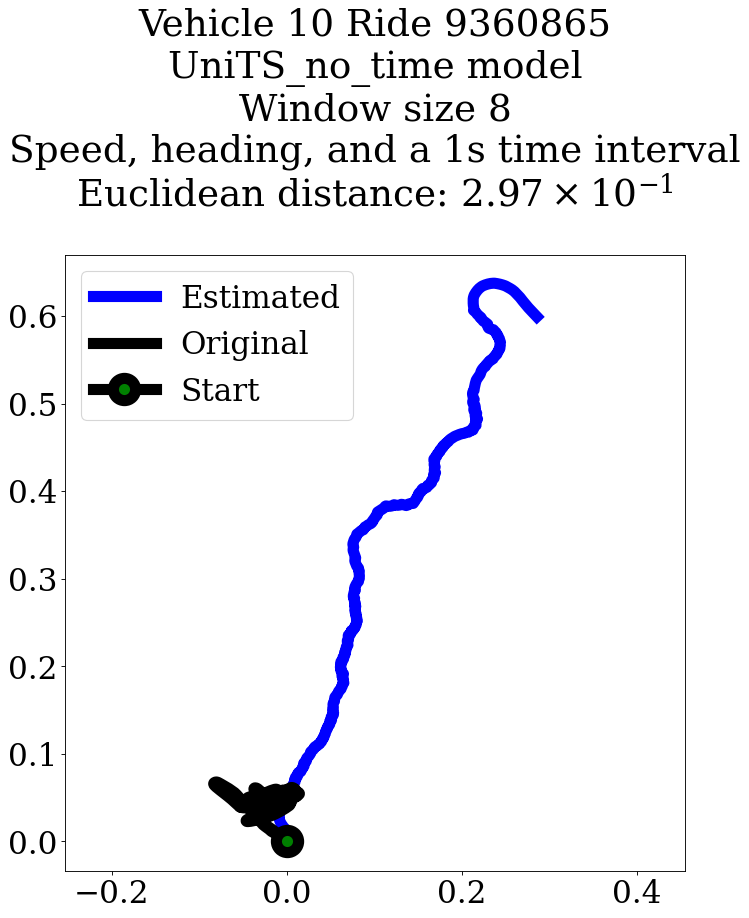 Vehicle 10 Ride 9360865
UniTS_no_time model
Window size 8
Speed, heading, and a 1s time interval
Euclidean distance: 2.97 × 10⁻¹
Estimated
Original
Start
0.6
0.5
0.4
0.3
0.2
0.1
0.0
−0.2 0.0 0.2 0.4